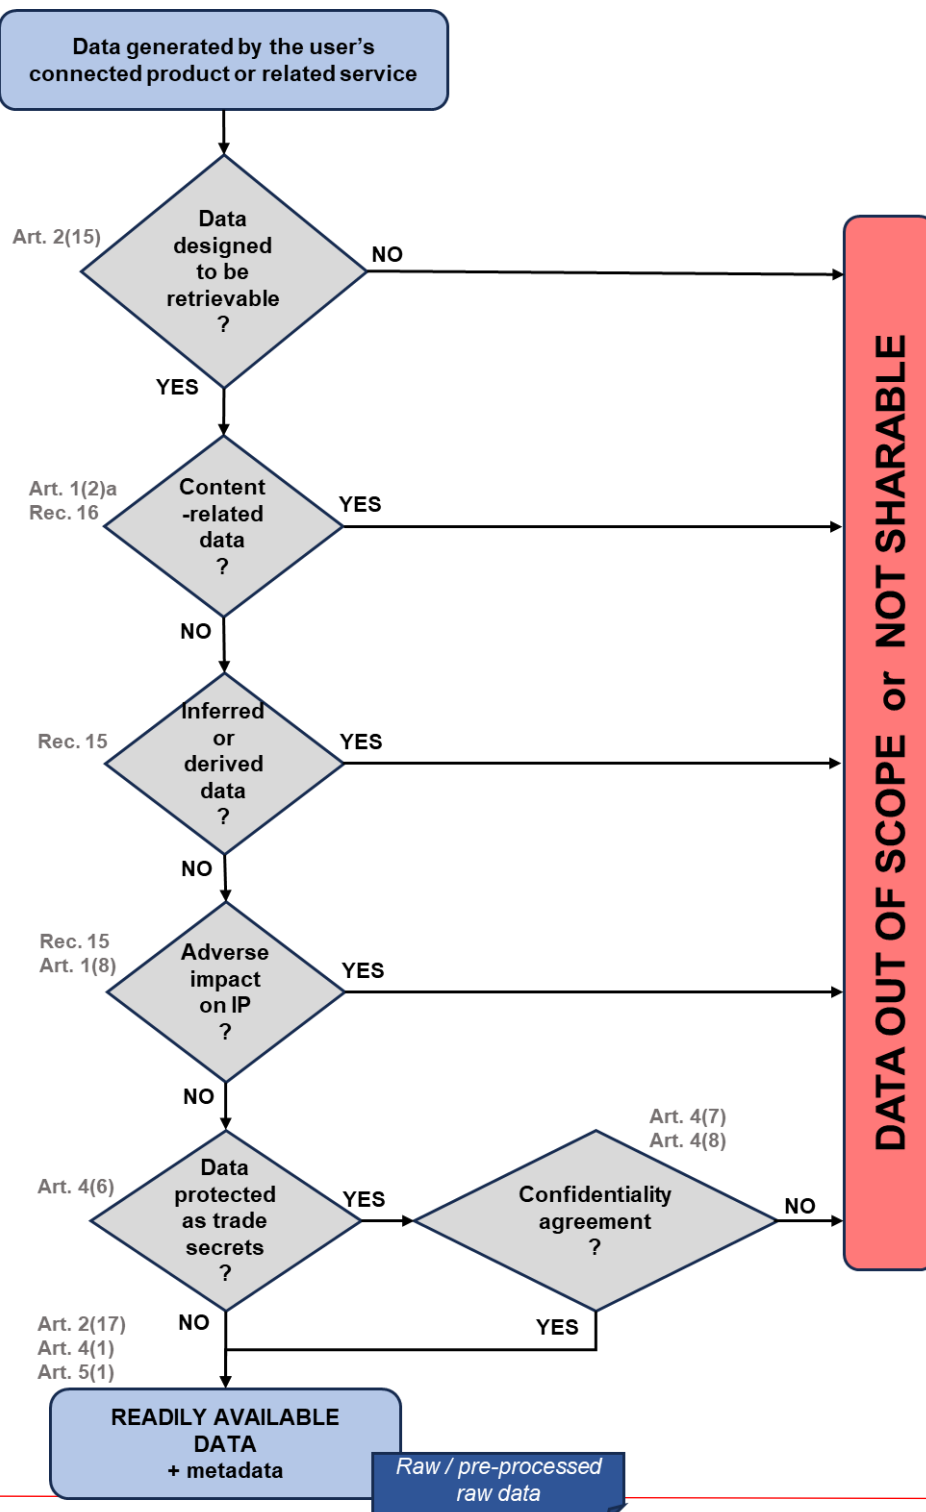 Data generated by the user's
connected product or related service
Art. 2(15)
Data
designed
to be
retrievable
?
NO
YES
Art. 1(2)a
Rec. 16
Content
-related
data
?
YES
NO
Rec. 15
Inferred
or
derived
data
?
YES
NO
Rec. 15
Art. 1(8)
Adverse
impact
on IP
?
YES
NO
Art. 4(6)
Data
protected
as trade
secrets
?
YES
Art. 4(7)
Art. 4(8)
Confidentiality
agreement
?
NO
NO
YES
Art. 2(17)
Art. 4(1)
Art. 5(1)
READILY AVAILABLE
DATA
+ metadata
Raw / pre-processed
raw data
DATA OUT OF SCOPE or NOT SHARABLE